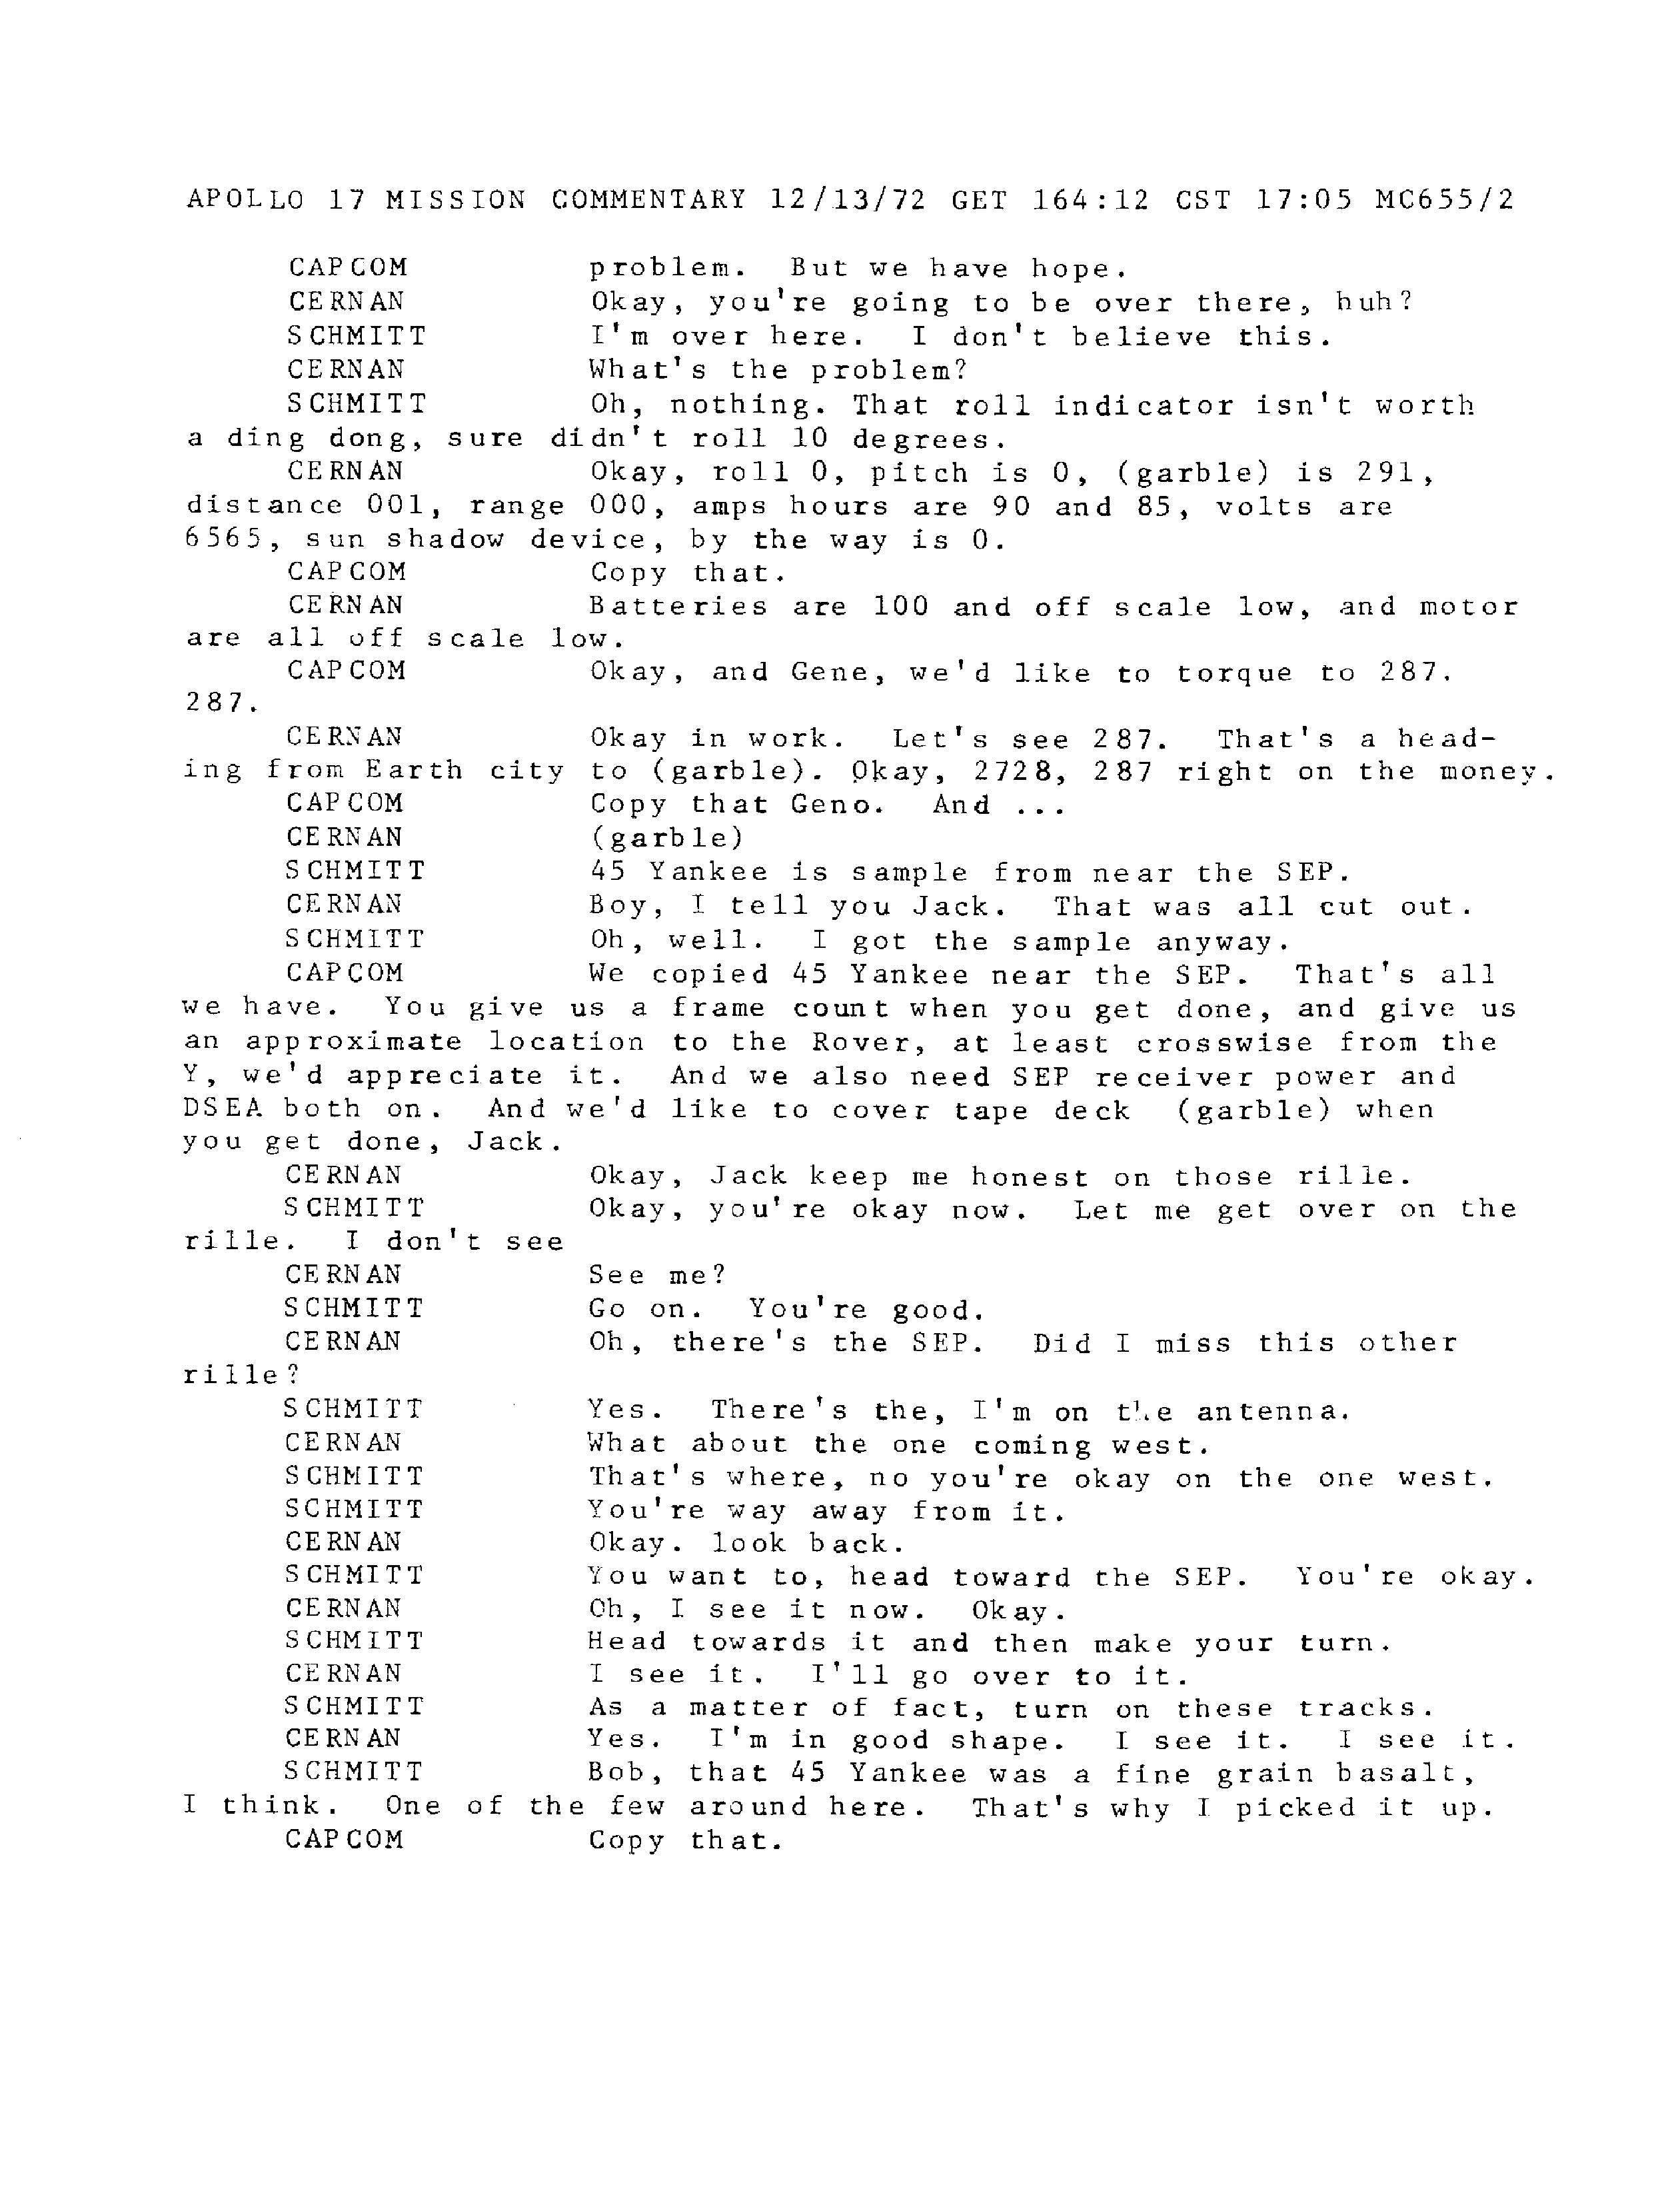 APOLLO 17 MISSION COMMENTARY 12/13/72 GET 164:12 CST 17:05 MC655/2
CAPCOM problem. But we have hope.
CERNAN Okay, you're going to be over there, huh?
SCHMITT I'm over here. I don't believe this.
CERNAN What's the problem?
SCHMITT Oh, nothing. That roll indicator isn't worth
a ding dong, sure didn't roll 10 degrees.
CERNAN Okay, roll 0, pitch is 0, (garble) is 291,
distance 001, range 000, amps hours are 90 and 85, volts are
6565, sun shadow device, by the way is 0.
CAPCOM Copy that.
CERNAN Batteries are 100 and off scale low, and motor
are all off scale low.
CAPCOM Okay, and Gene, we'd like to torque to 287.
287.
CERNAN Okay in work. Let's see 287. That's a head-
ing from Earth city to (garble). Okay, 2728, 287 right on the money.
CAPCOM Copy that Geno. And ...
CERNAN (garble)
SCHMITT 45 Yankee is sample from near the SEP.
CERNAN Boy, I tell you Jack. That was all cut out.
SCHMITT Oh, well. I got the sample anyway.
CAPCOM We copied 45 Yankee near the SEP. That's all
we have. You give us a frame count when you get done, and give us
an approximate location to the Rover, at least crosswise from the
Y, we'd appreciate it. And we also need SEP receiver power and
DSEA both on. And we'd like to cover tape deck (garble) when
you get done, Jack.
CERNAN Okay, Jack keep me honest on those rille.
SCHMITT Okay, you're okay now. Let me get over on the
rille. I don't see
CERNAN See me?
SCHMITT Go on. You're good.
CERNAN Oh, there's the SEP. Did I miss this other
rille?
SCHMITT Yes. There's the, I'm on the antenna.
CERNAN What about the one coming west.
SCHMITT That's where, no you're okay on the one west.
SCHMITT You're way away from it.
CERNAN Okay. look back.
SCHMITT You want to, head toward the SEP. You're okay.
CERNAN Oh, I see it now. Okay.
SCHMITT Head towards it and then make your turn.
CERNAN I see it. I'll go over to it.
SCHMITT As a matter of fact, turn on these tracks.
CERNAN Yes. I'm in good shape. I see it. I see it.
SCHMITT Bob, that 45 Yankee was a fine grain basalt,
I think. One of the few around here. That's why I picked it up.
CAPCOM Copy that.